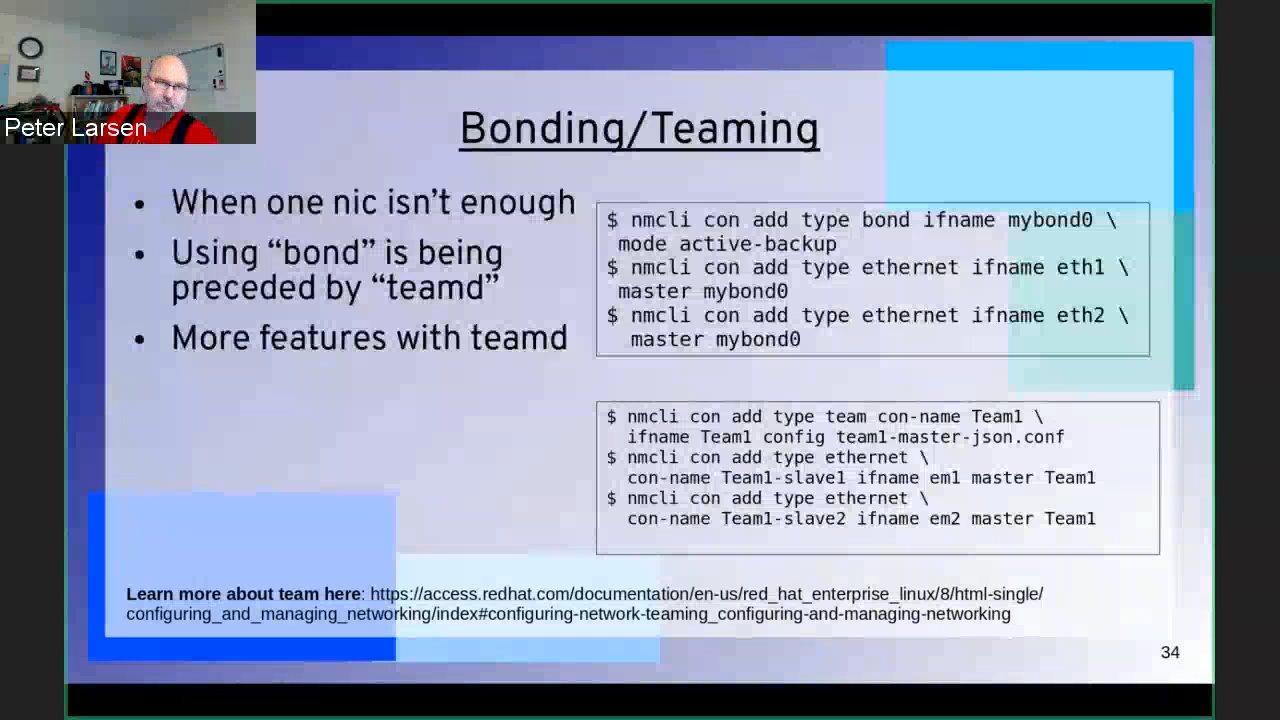 Peter Larsen
Bonding/Teaming
• When one nic isn’t enough
• Using “bond” is being
preceded by “teamd”
• More features with teamd
$ nmcli con add type bond ifname mybond0 \
mode active-backup
$ nmcli con add type ethernet ifname eth1 \
master mybond0
$ nmcli con add type ethernet ifname eth2 \
master mybond0
$ nmcli con add type team con-name Team1 \
ifname Team1 config team1-master-json.conf
$ nmcli con add type ethernet \
con-name Team1-slave1 ifname em1 master Team1
$ nmcli con add type ethernet \
con-name Team1-slave2 ifname em2 master Team1
Learn more about team here: https://access.redhat.com/documentation/en-us/red_hat_enterprise_linux/8/html-single/
configuring_and_managing_networking/index#configuring-network-teaming_configuring-and-managing-networking
34